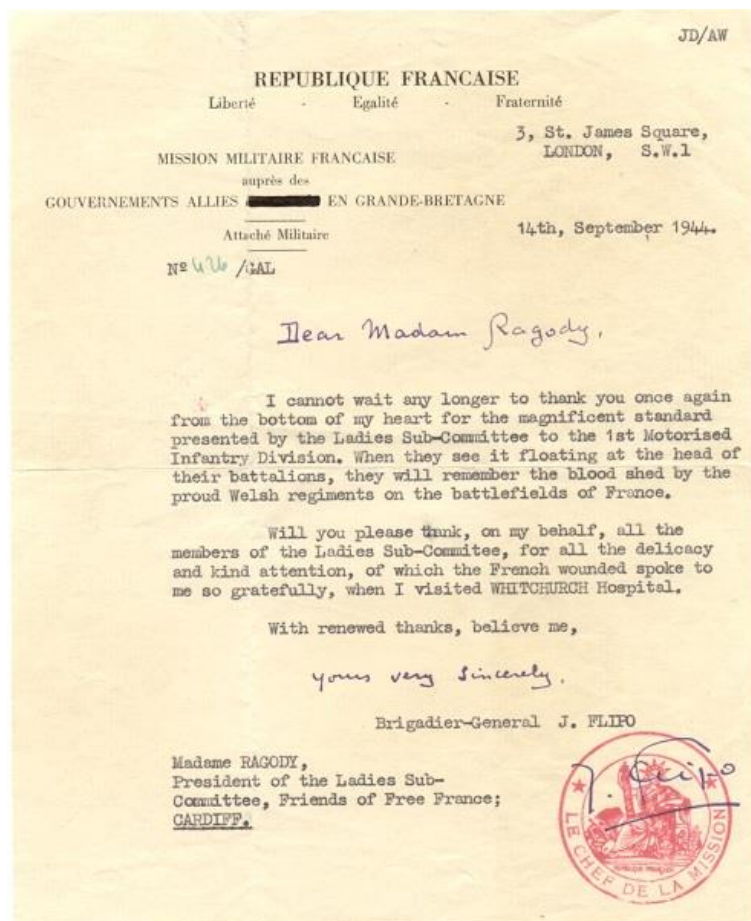 JD/AW
REPUBLIQUE FRANCAISE
Liberté - Egalité - Fraternité
3, St. James Square,
LONDON, S.W.1
MISSION MILITAIRE FRANCAISE
auprès des
GOUVERNEMENTS ALLIES EN GRANDE-BRETAGNE
Attaché Militaire
14th, September 1944.
Nº 426 /GAL
Dear Madam Ragody,
I cannot wait any longer to thank you once again
from the bottom of my heart for the magnificent standard
presented by the Ladies Sub-Committee to the 1st Motorised
Infantry Division. When they see it floating at the head of
their battalions, they will remember the blood shed by the
proud Welsh regiments on the battlefields of France.
Will you please thank, on my behalf, all the
members of the Ladies Sub-Commitee, for all the delicacy
and kind attention, of which the French wounded spoke to
me so gratefully, when I visited WHITCHURCH Hospital.
With renewed thanks, believe me,
yours very sincerely,
Brigadier-General J. FLIPO
Madame RAGODY,
President of the Ladies Sub-
Committee, Friends of Free France;
CARDIFF.
J. Flipo
LE CHEF DE LA MISSION